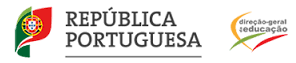 REPÚBLICA
PORTUGUESA
direção-geral
da educação